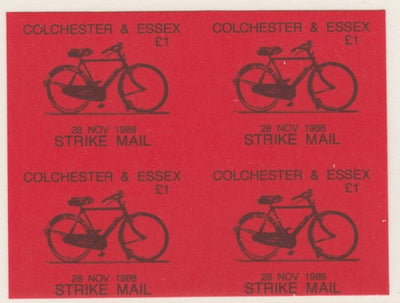 COLCHESTER & ESSEX COLCHESTER & ESSEX
£1 £1
28 NOV 1988 28 NOV 1988
STRIKE MAIL STRIKE MAIL
COLCHESTER & ESSEX COLCHESTER & ESSEX
£1 £1
28 NOV 1988 28 NOV 1988
STRIKE MAIL STRIKE MAIL